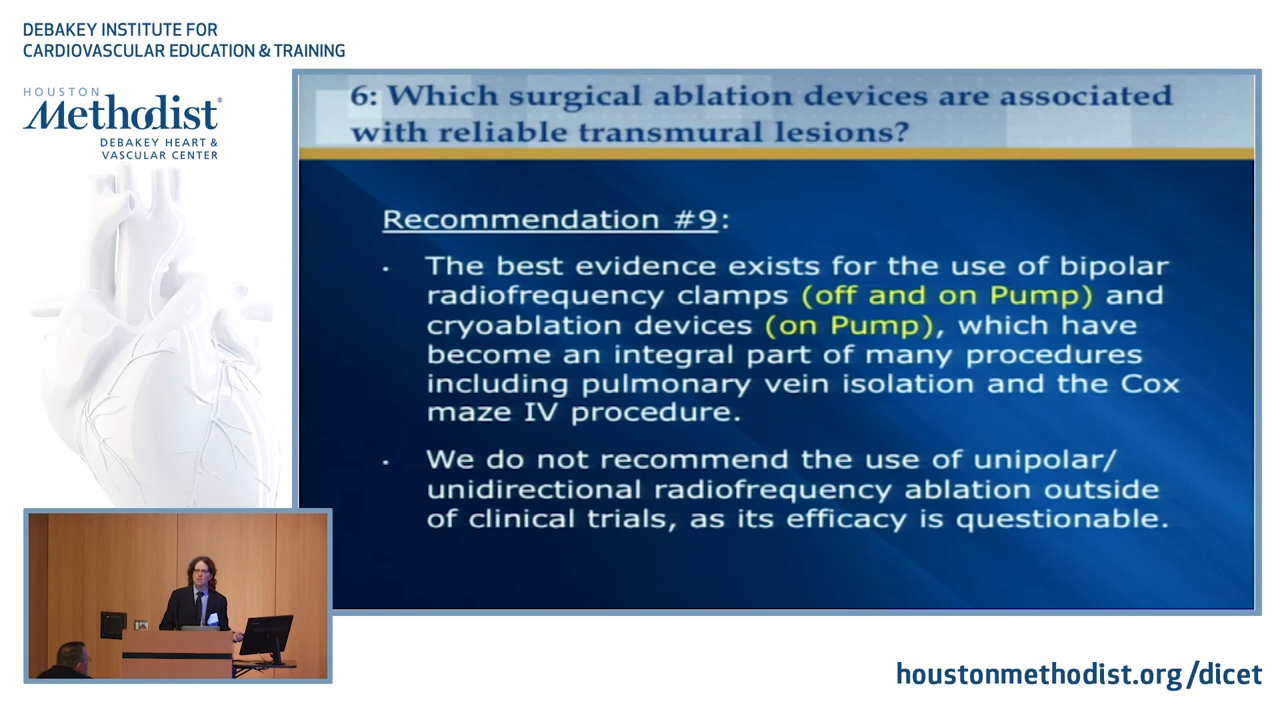 DEBAKEY INSTITUTE FOR
CARDIOVASCULAR EDUCATION & TRAINING
HOUSTON
Methodist®
DEBAKEY HEART &
VASCULAR CENTER
6: Which surgical ablation devices are associated
with reliable transmural lesions?
Recommendation #9:
• The best evidence exists for the use of bipolar
radiofrequency clamps (off and on Pump) and
cryoablation devices (on Pump), which have
become an integral part of many procedures
including pulmonary vein isolation and the Cox
maze IV procedure.
• We do not recommend the use of unipolar/
unidirectional radiofrequency ablation outside
of clinical trials, as its efficacy is questionable.
houstonmethodist.org/dicet